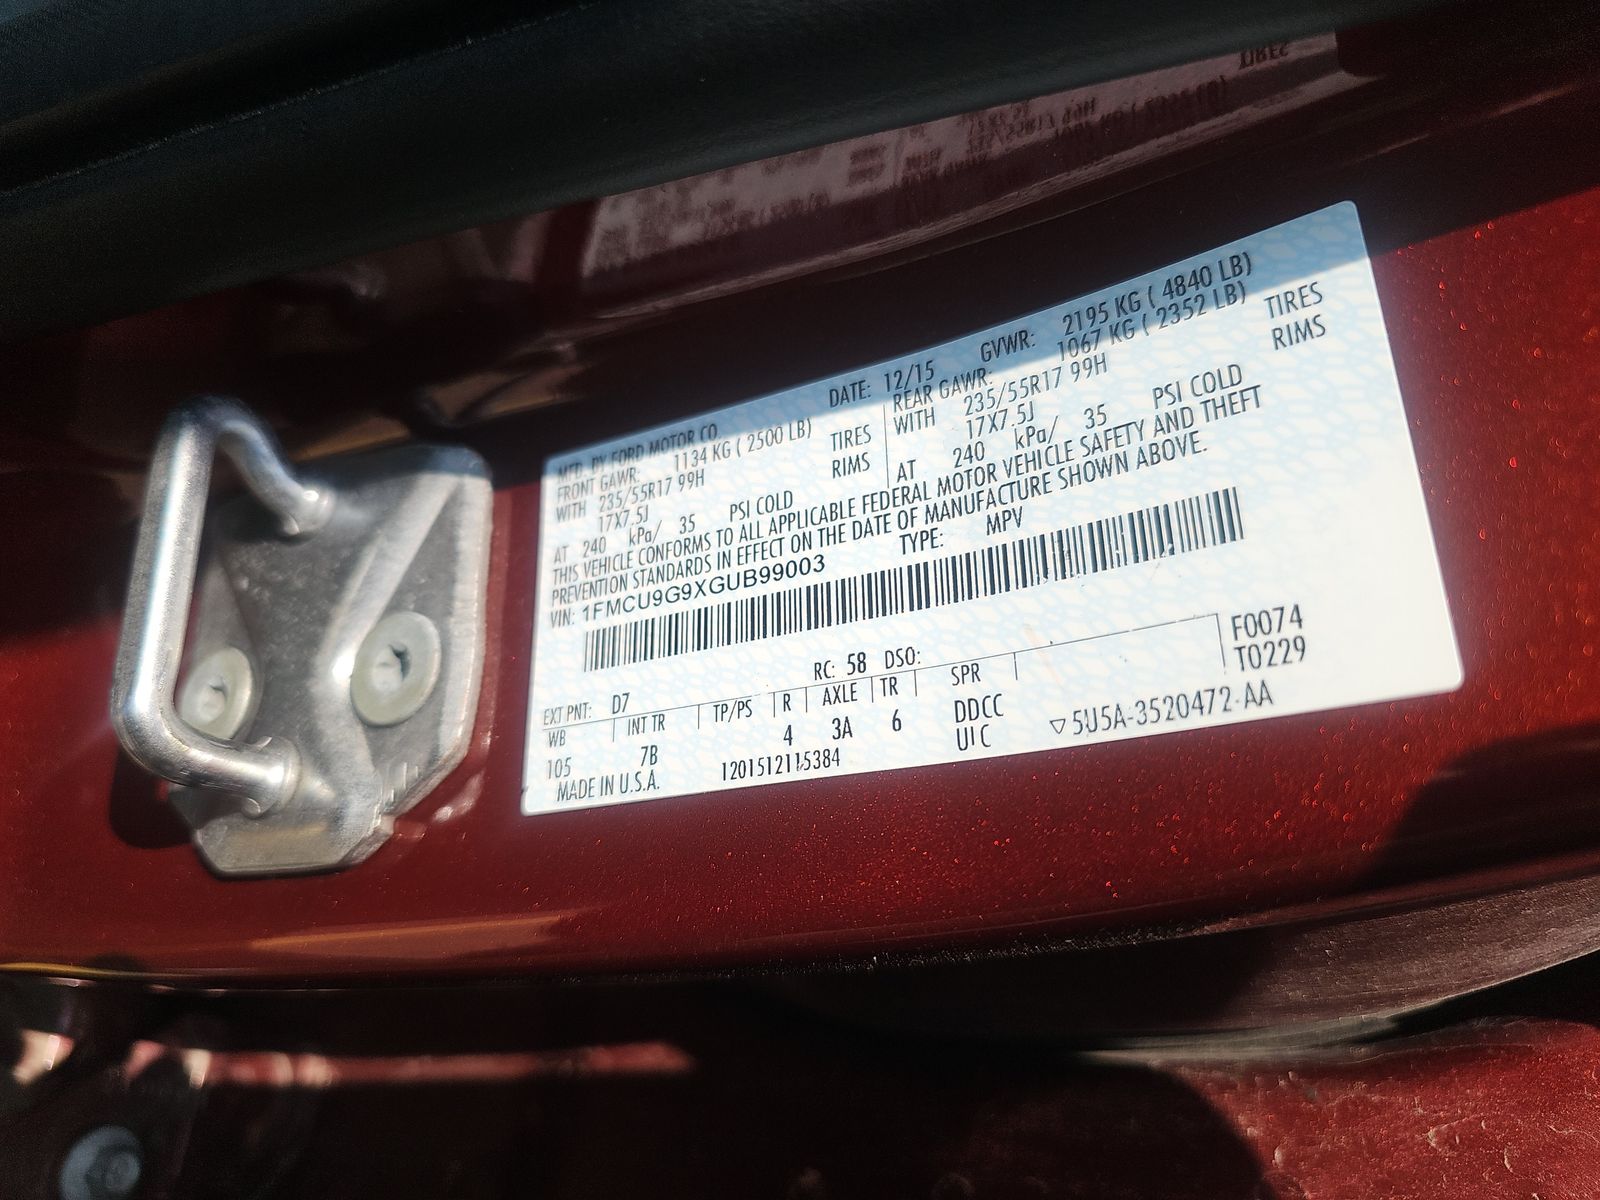 MFD. BY FORD MOTOR CO.
DATE: 12/15 GVWR: 2195 KG ( 4840 LB)
FRONT GAWR: 1134 KG ( 2500 LB)
REAR GAWR: 1067 KG ( 2352 LB)
WITH 235/55R17 99H TIRES
WITH 235/55R17 99H TIRES
17X7.5J RIMS
17X7.5J RIMS
AT 240 kPa/ 35 PSI COLD
AT 240 kPa/ 35 PSI COLD
THIS VEHICLE CONFORMS TO ALL APPLICABLE FEDERAL MOTOR VEHICLE SAFETY AND THEFT
PREVENTION STANDARDS IN EFFECT ON THE DATE OF MANUFACTURE SHOWN ABOVE.
VIN: 1FMCU9G9XGUB99003 TYPE: MPV
F0074
T0229
EXT PNT: D7 RC: 58 DSO:
WB INT TR TP/PS R AXLE TR SPR
105 7B 4 3A 6 DDCC
MADE IN U.S.A. 1201512115384 UIC ▽5U5A-3520472-AA